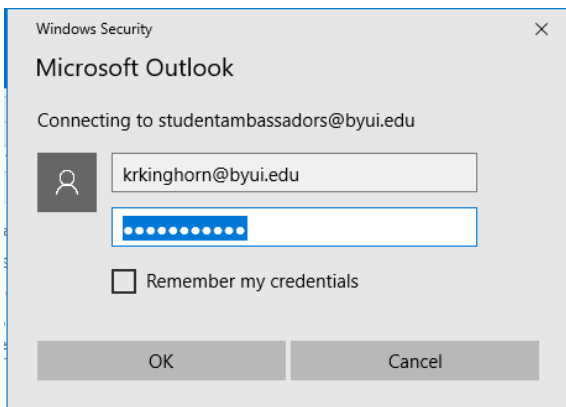 Windows Security
Microsoft Outlook
Connecting to studentambassadors@byui.edu
krkinghorn@byui.edu
●●●●●●●●●●●
Remember my credentials
OK Cancel